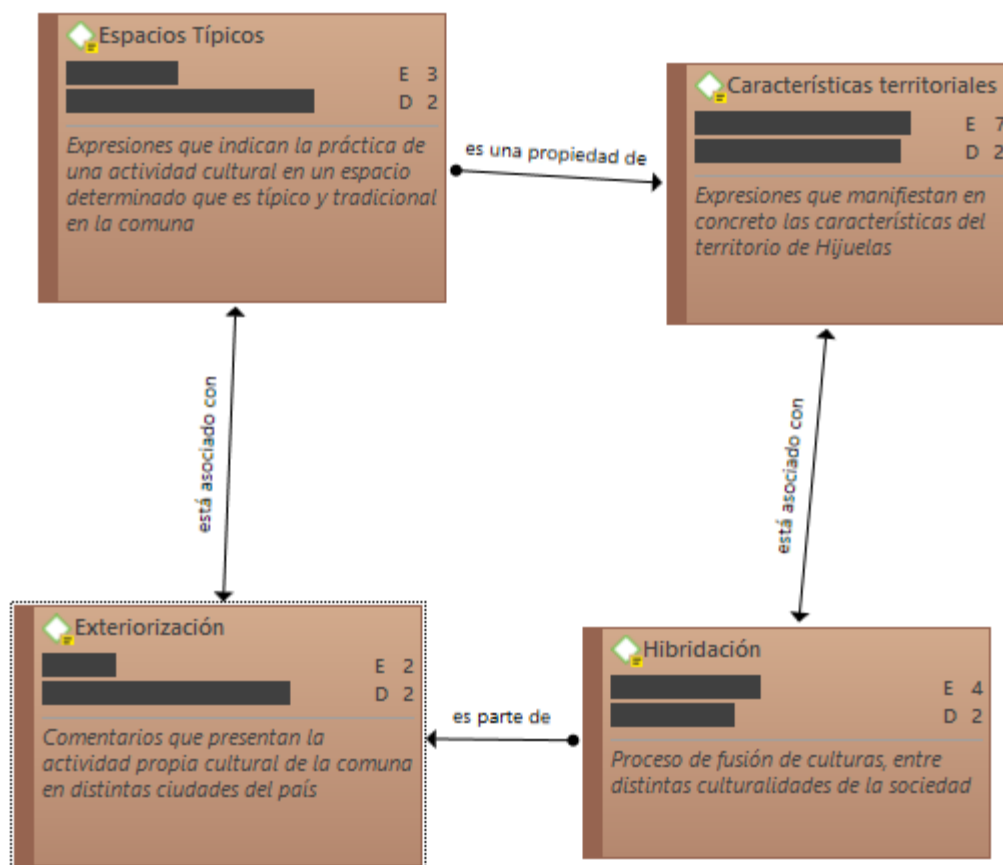 Espacios Típicos
E 3
D 2
Expresiones que indican la práctica de
una actividad cultural en un espacio
determinado que es típico y tradicional
en la comuna
es una propiedad de
Características territoriales
E 7
D 2
Expresiones que manifiestan en
concreto las características del
territorio de Hijuelas
está asociado con
está asociado con
Exteriorización
E 2
D 2
Comentarios que presentan la
actividad propia cultural de la comuna
en distintas ciudades del país
es parte de
Hibridación
E 4
D 2
Proceso de fusión de culturas, entre
distintas culturalidades de la sociedad